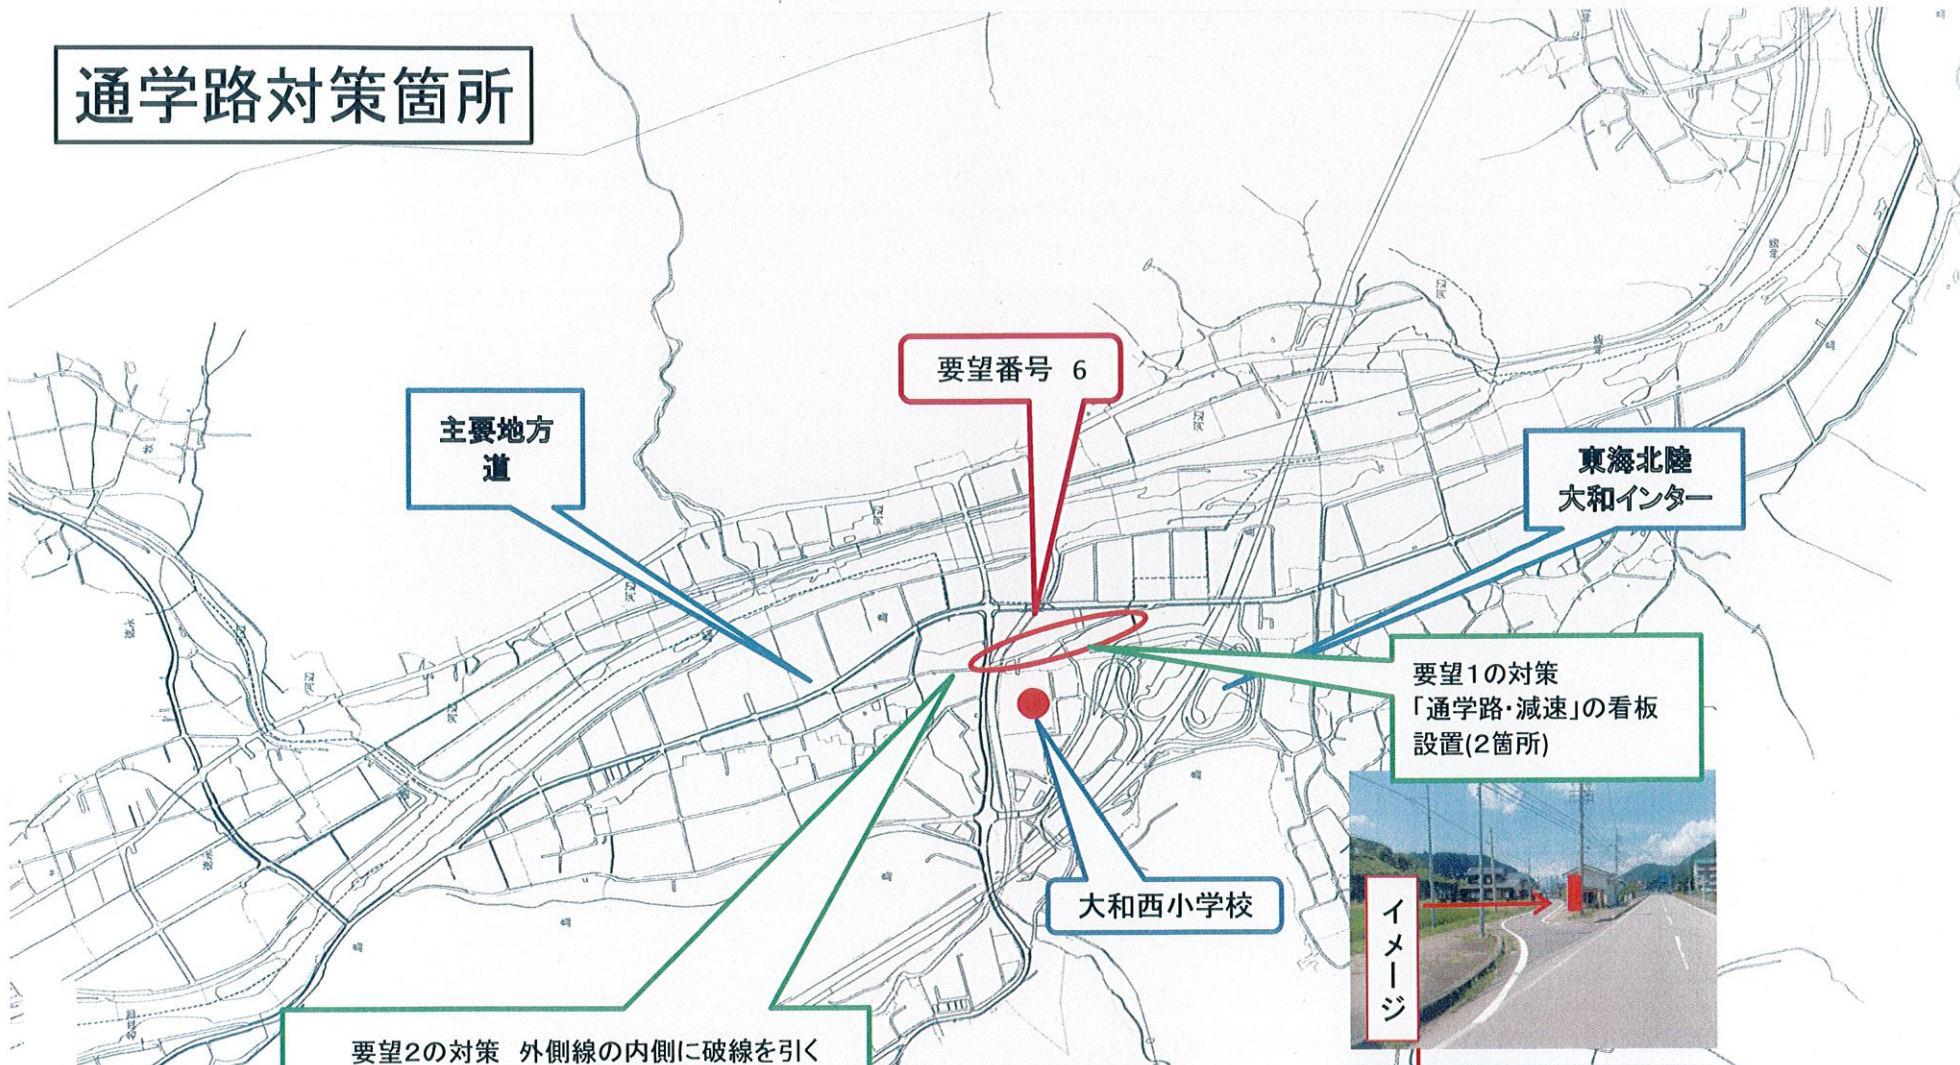 通学路対策箇所
要望番号 6
主要地方
道
東海北陸
大和インター
要望1の対策
「通学路・減速」の看板
設置(2箇所)
大和西小学校
イメージ
要望2の対策 外側線の内側に破線を引く